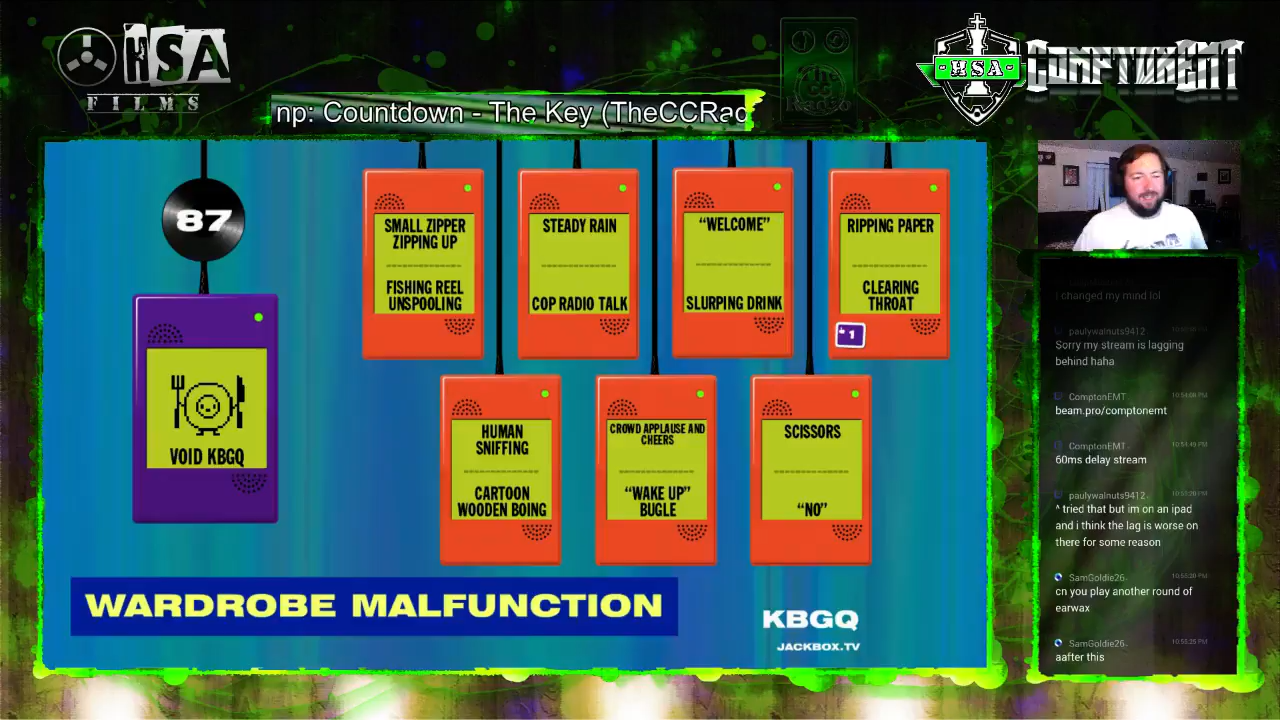 HSA
FILMS
HSA
COMPTONEMT
The
CC
Radio
np: Countdown - The Key (TheCCRad
87
VOID KBGQ
SMALL ZIPPER
ZIPPING UP
FISHING REEL
UNSPOOLING
STEADY RAIN
COP RADIO TALK
"WELCOME"
SLURPING DRINK
RIPPING PAPER
CLEARING
THROAT
1
HUMAN
SNIFFING
CARTOON
WOODEN BOING
CROWD APPLAUSE AND
CHEERS
"WAKE UP"
BUGLE
SCISSORS
"NO"
WARDROBE MALFUNCTION
KBGQ
JACKBOX.TV
I changed my mind lol
paulywalnuts9412
Sorry my stream is lagging
behind haha
ComptonEMT
beam.pro/comptonemt
ComptonEMT
60ms delay stream
paulywalnuts9412
^ tried that but im on an ipad
and i think the lag is worse on
there for some reason
SamGoldie26
cn you play another round of
earwax
SamGoldie26
aafter this